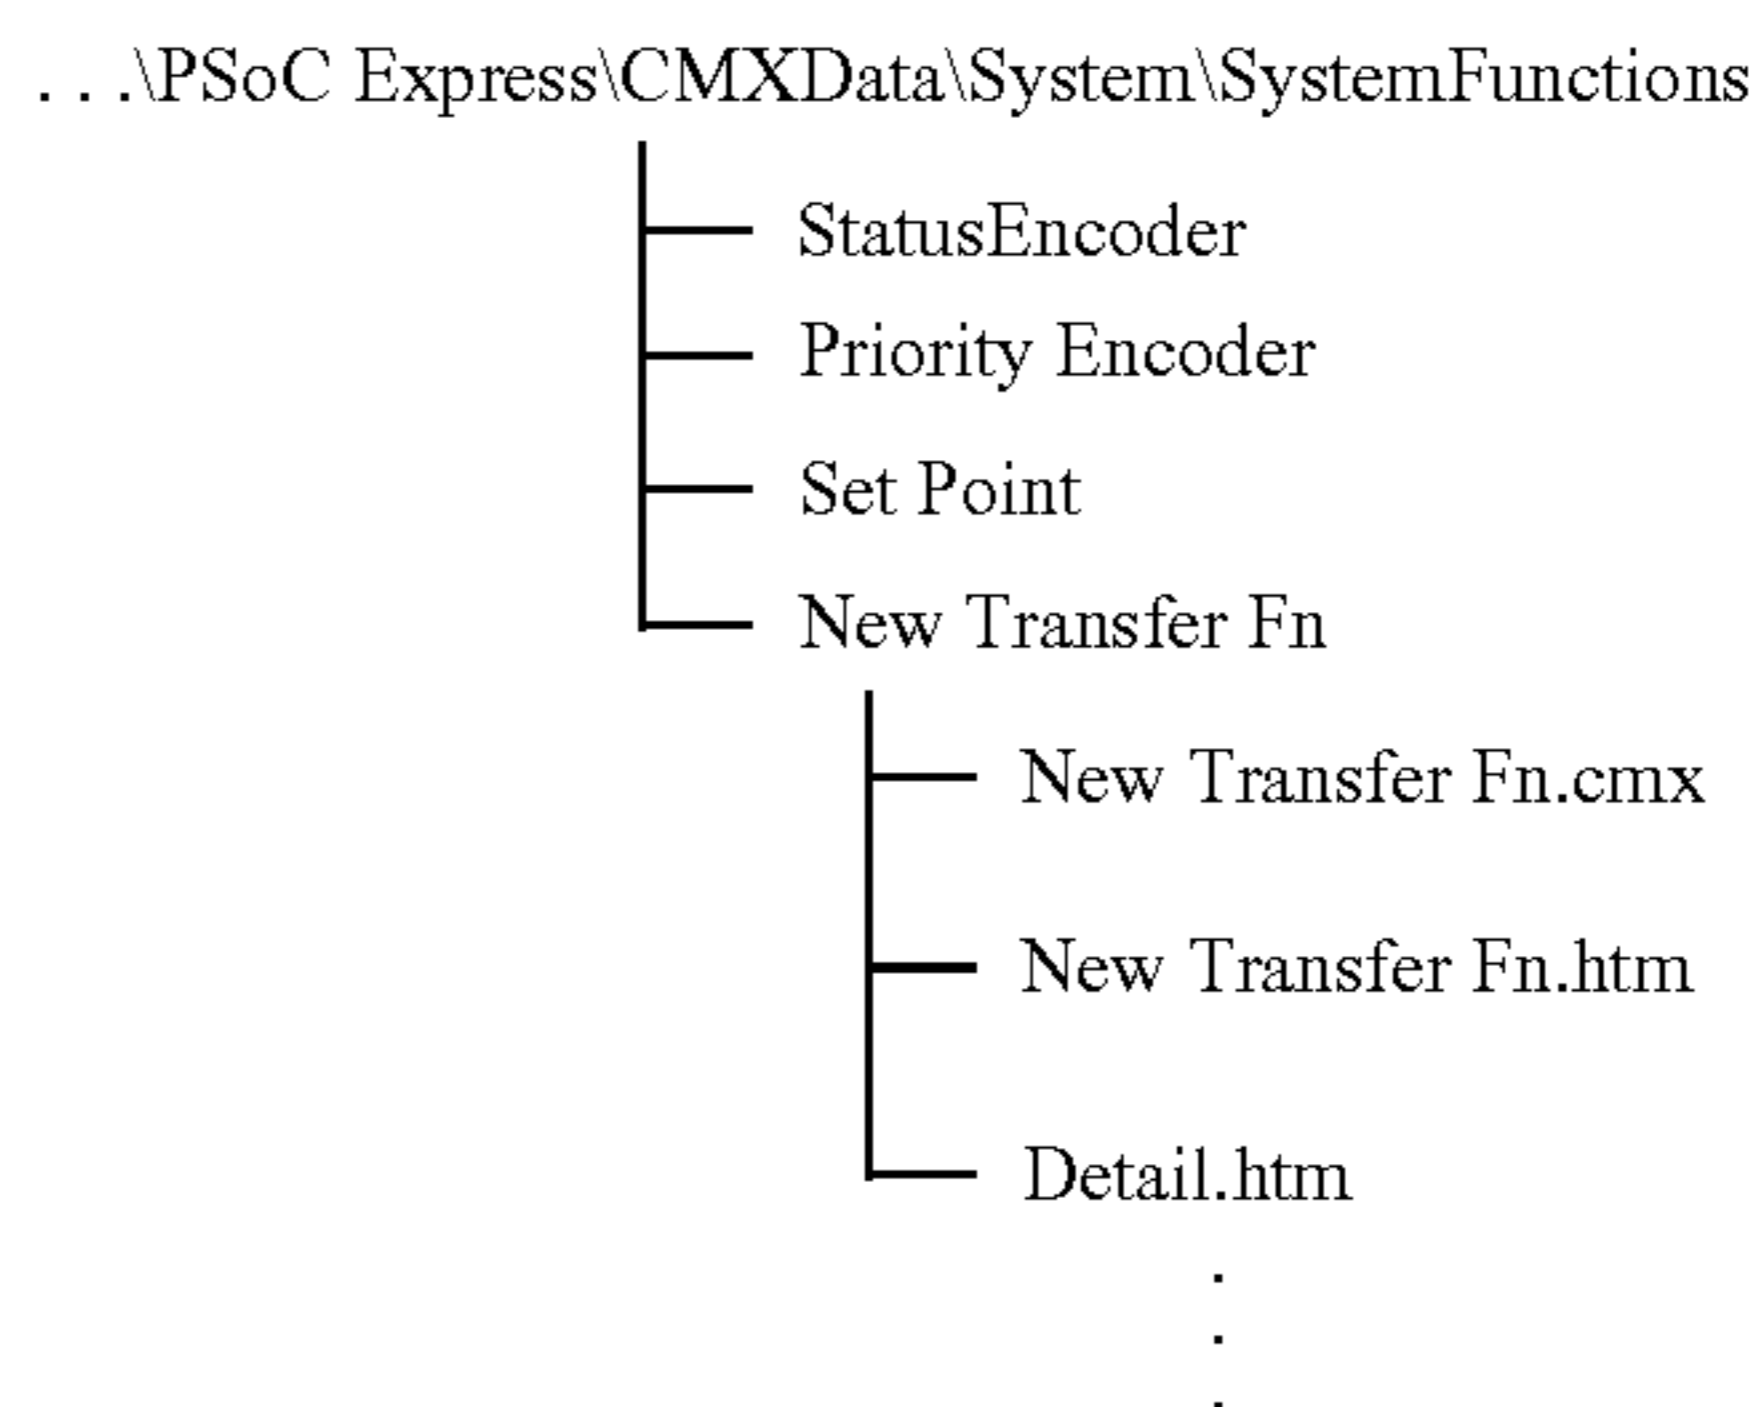 . . .\PSoC Express\CMXData\System\SystemFunctions
StatusEncoder
Priority Encoder
Set Point
New Transfer Fn
New Transfer Fn.cmx
New Transfer Fn.htm
Detail.htm
.
.
.